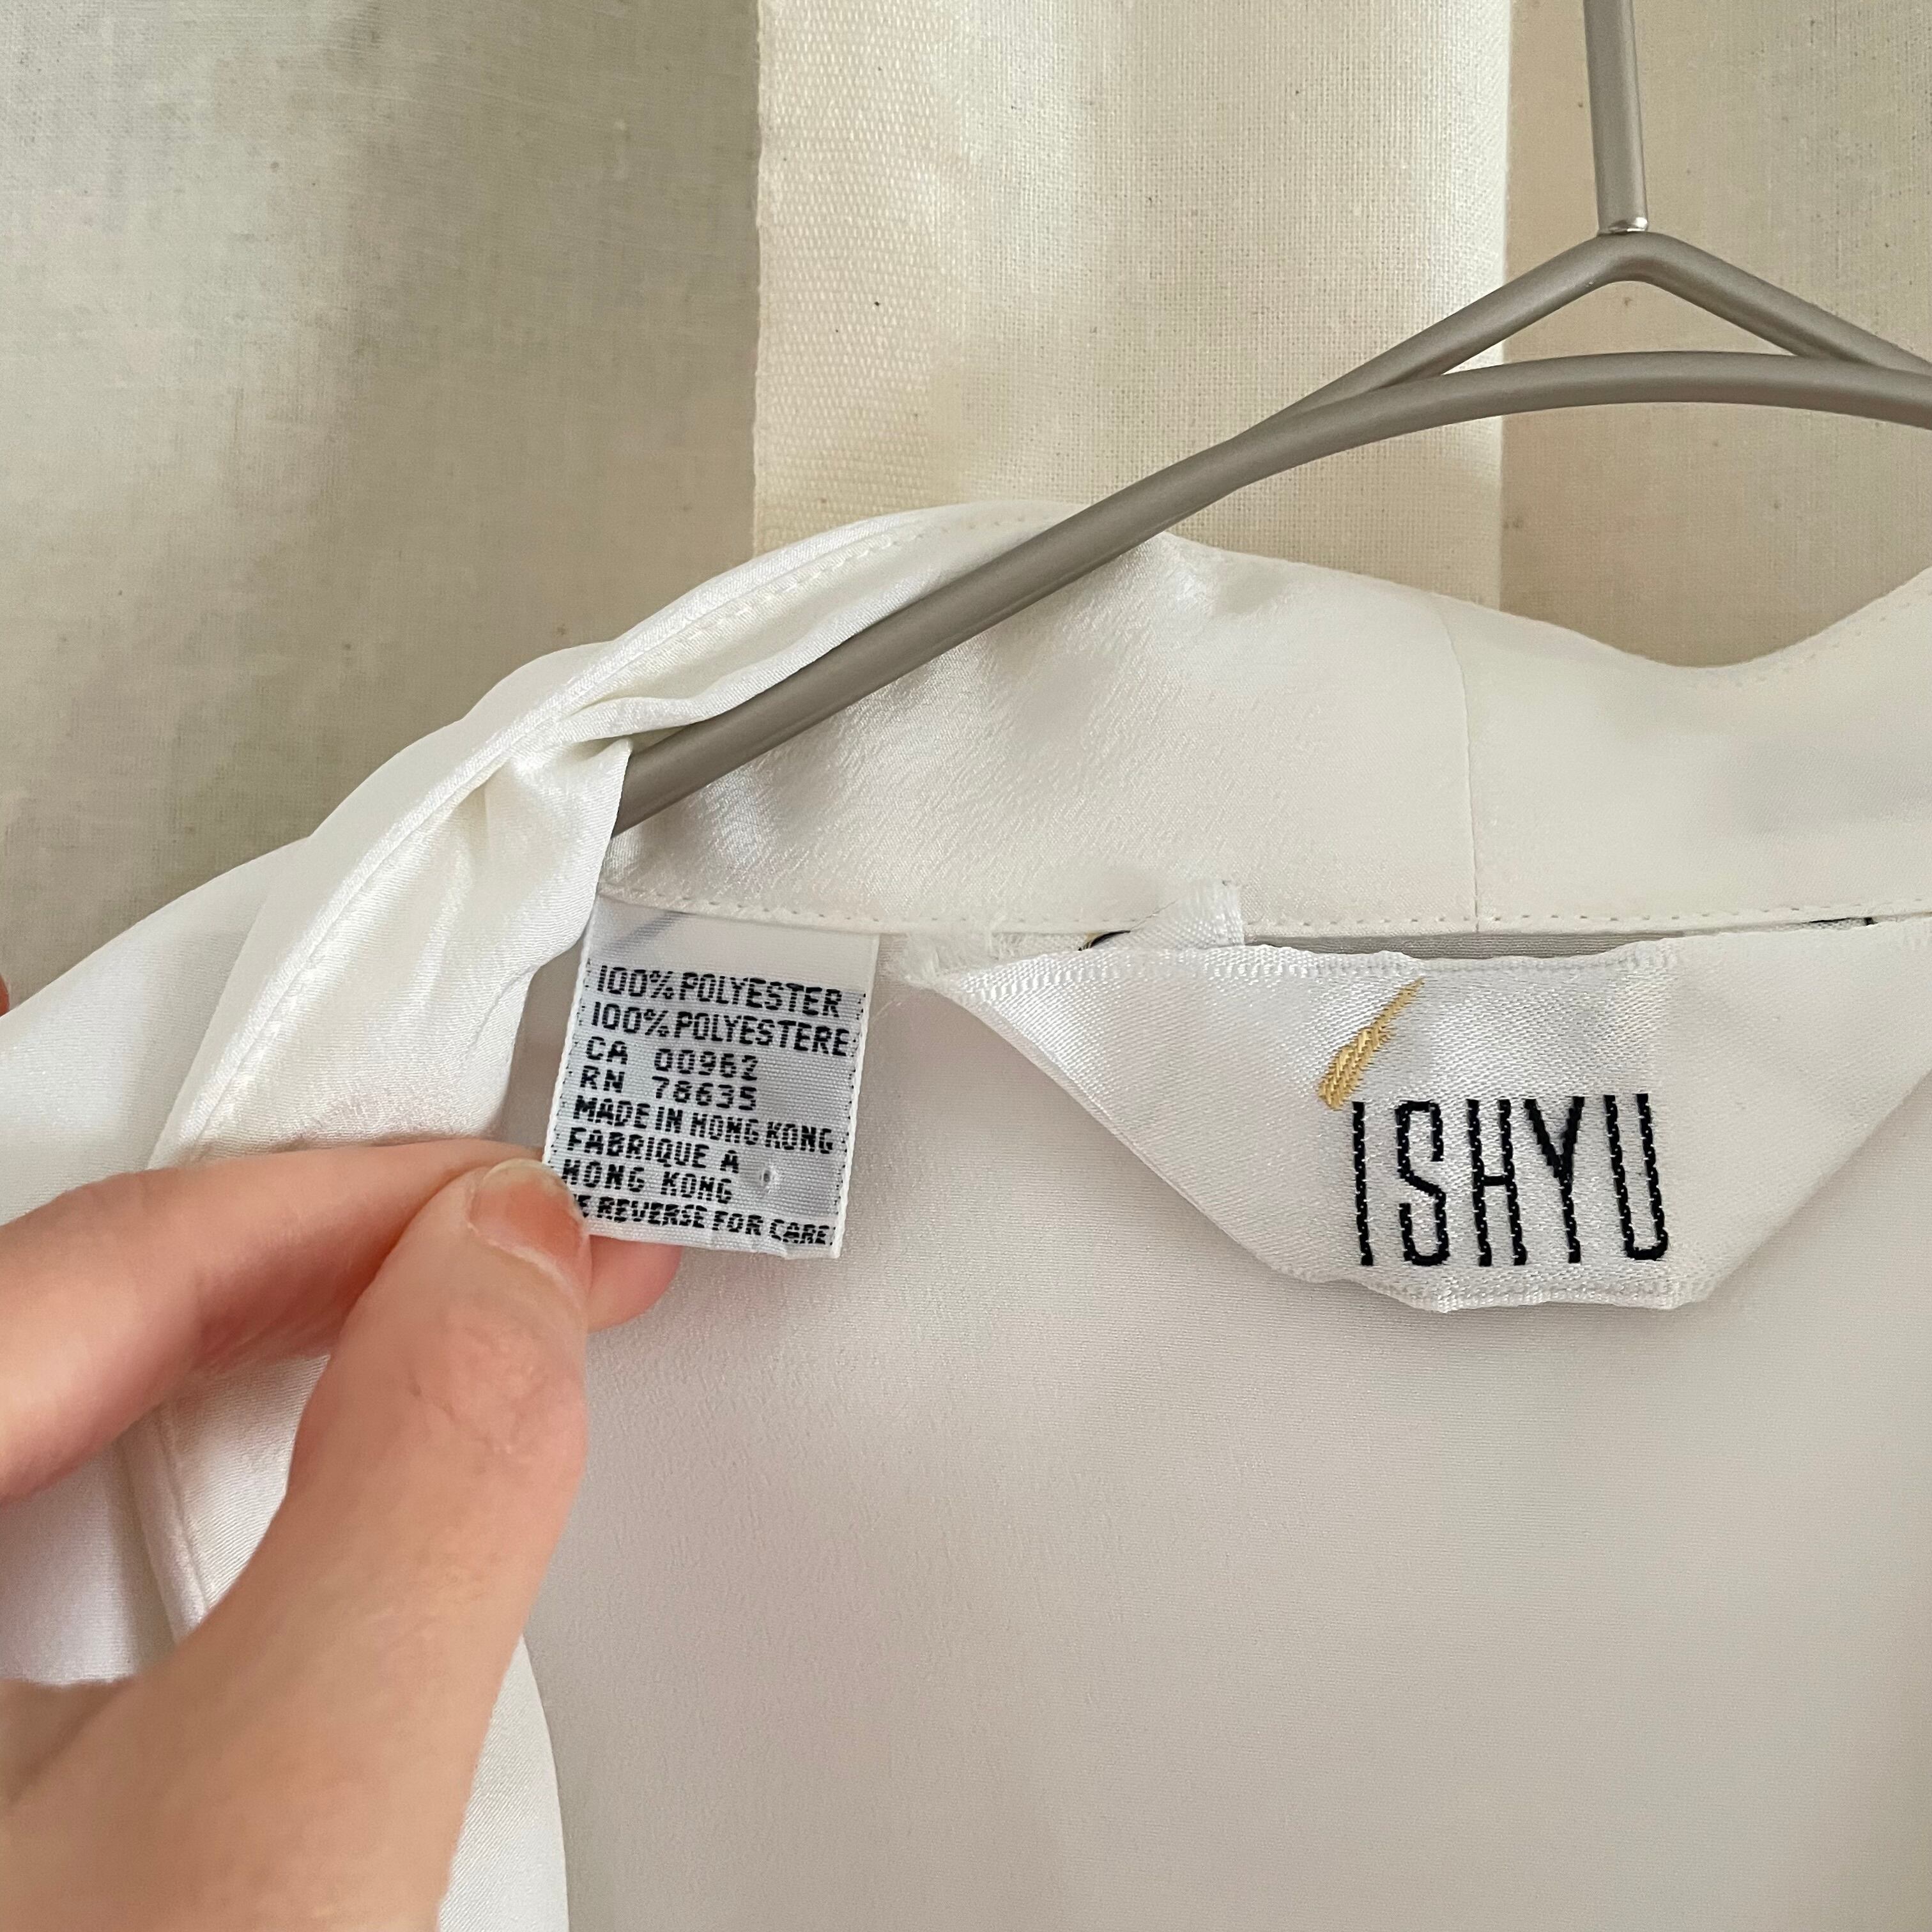 100% POLYESTER
100% POLYESTERE
CA 00962
RN 78635
MADE IN HONG KONG
FABRIQUE A
HONG KONG
REVERSE FOR CARE
ISHYU